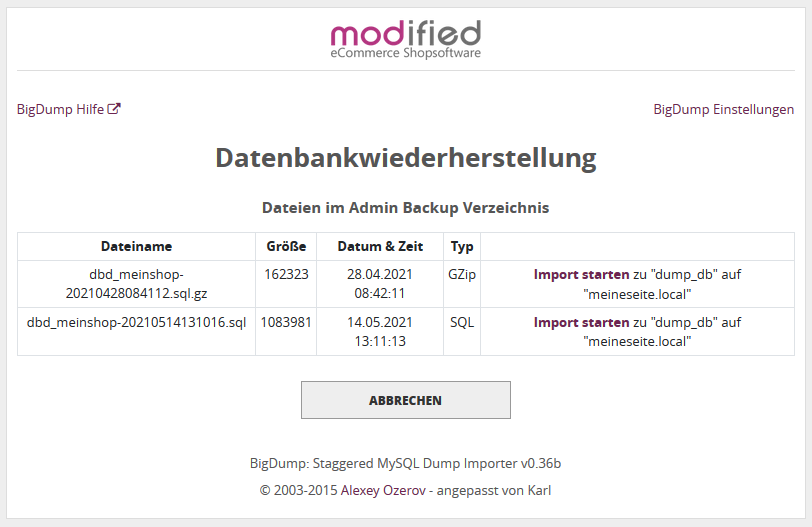 modified
eCommerce Shopsoftware
BigDump Hilfe
BigDump Einstellungen
Datenbankwiederherstellung
Dateien im Admin Backup Verzeichnis
Dateiname Größe Datum & Zeit Typ
dbd_meinshop-
20210428084112.sql.gz
162323
28.04.2021
08:42:11
GZip
Import starten zu "dump_db" auf
"meineseite.local"
dbd_meinshop-20210514131016.sql
1083981
14.05.2021
13:11:13
SQL
Import starten zu "dump_db" auf
"meineseite.local"
ABBRECHEN
BigDump: Staggered MySQL Dump Importer v0.36b
© 2003-2015 Alexey Ozerov - angepasst von Karl